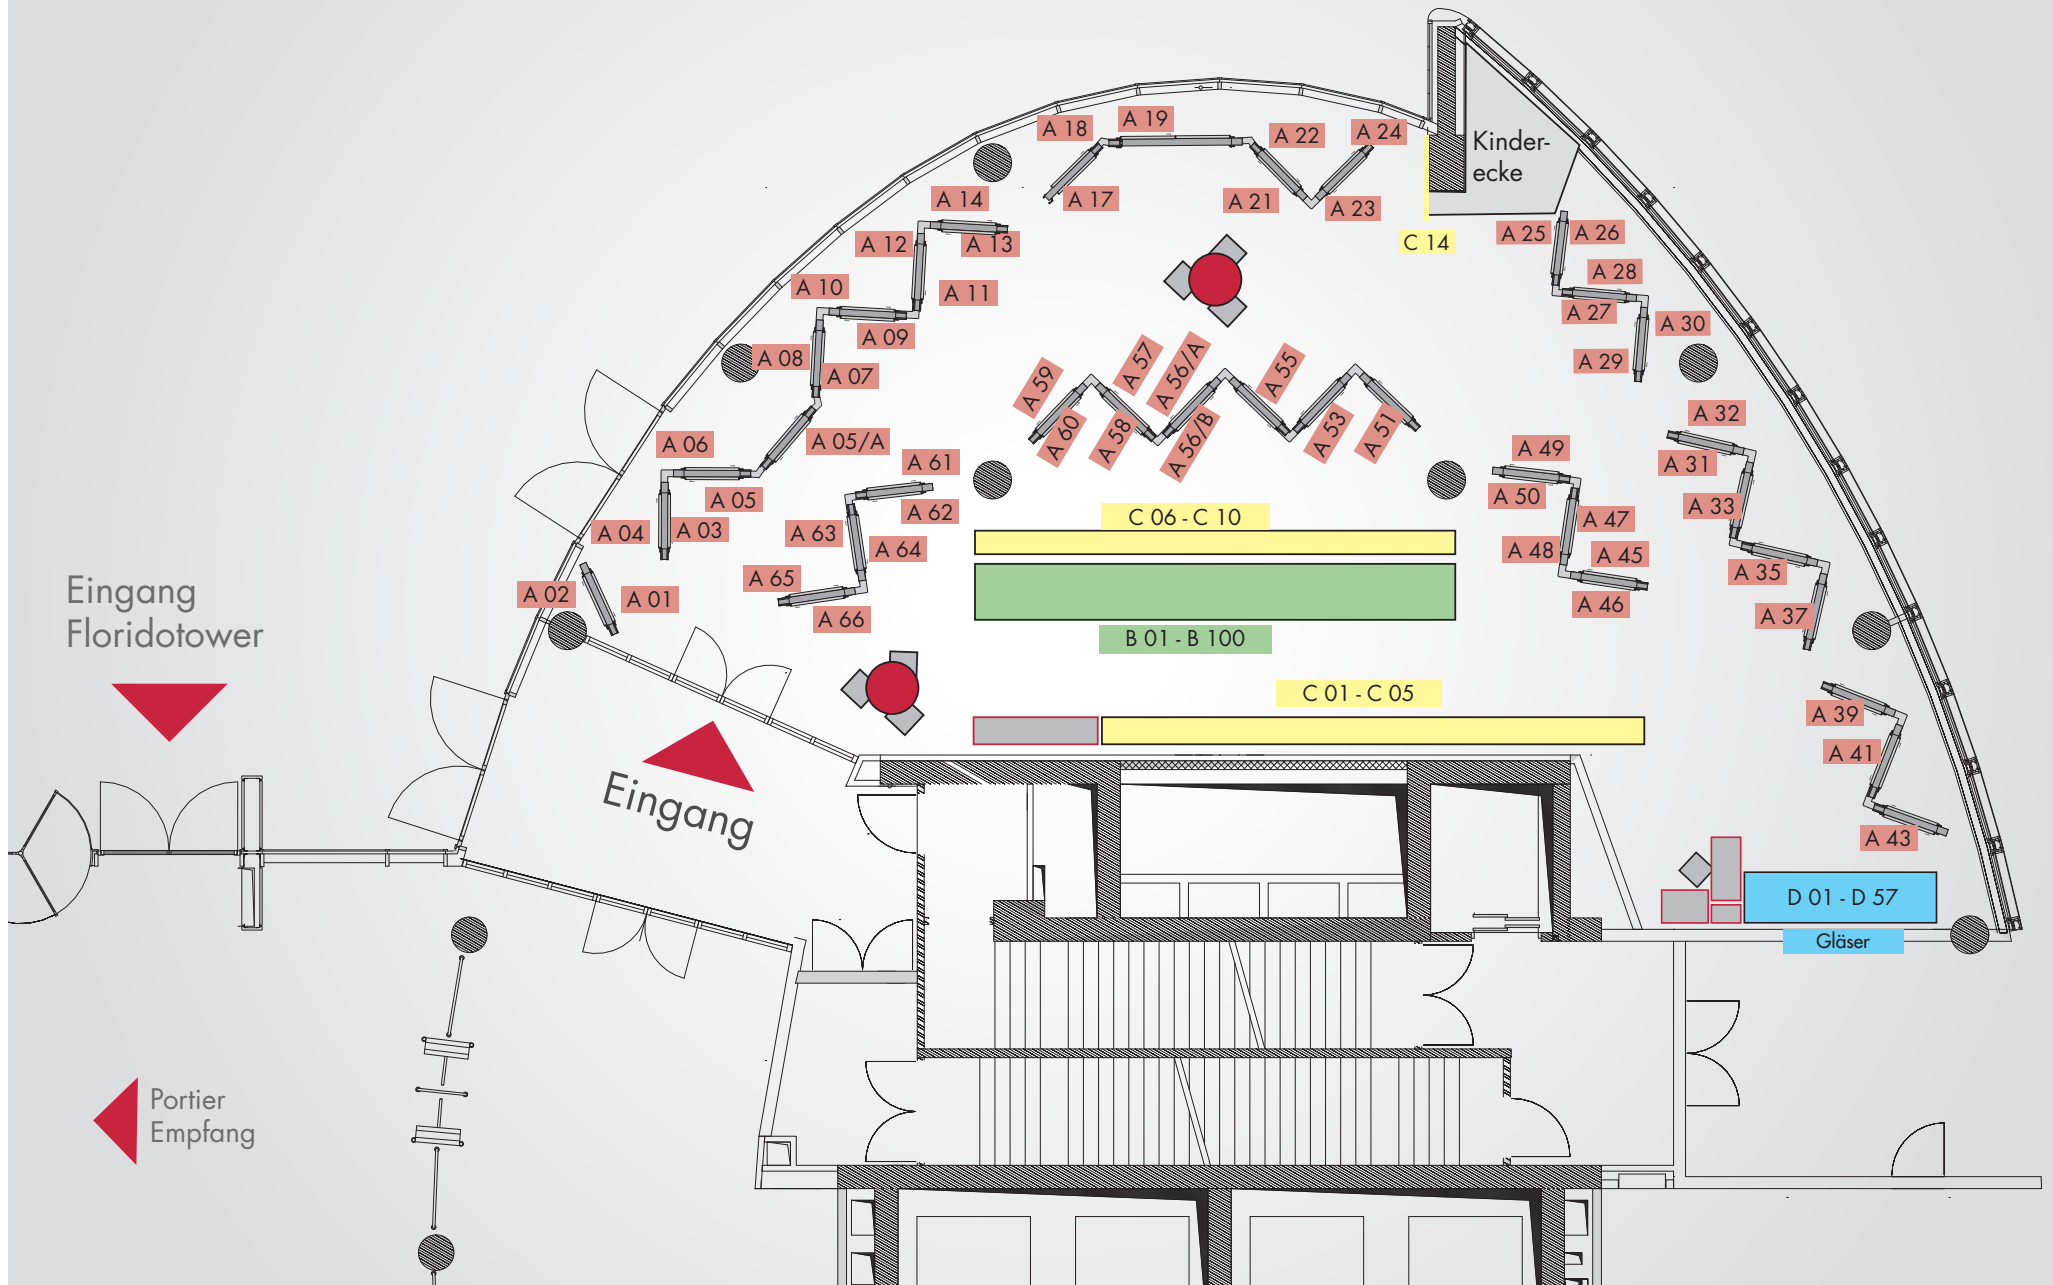 A 18
A 19
A 22
A 24
Kinder-
ecke
A 17
A 21
A 23
A 14
A 12
A 13
C 14
A 25
A 26
A 10
A 11
A 28
A 27
A 09
A 30
A 08
A 07
A 29
A 59
A 57
A 56/A
A 55
A 60
A 58
A 56/B
A 53
A 51
A 32
A 06
A 05/A
A 61
A 49
A 31
A 05
A 50
A 62
A 33
A 04
A 03
A 63
A 64
C 06 - C 10
A 47
A 48
A 45
A 35
A 65
A 02
A 01
A 66
A 46
A 37
Eingang
Floridotower
B 01 - B 100
C 01 - C 05
A 39
A 41
Eingang
A 43
D 01 - D 57
Gläser
Portier
Empfang